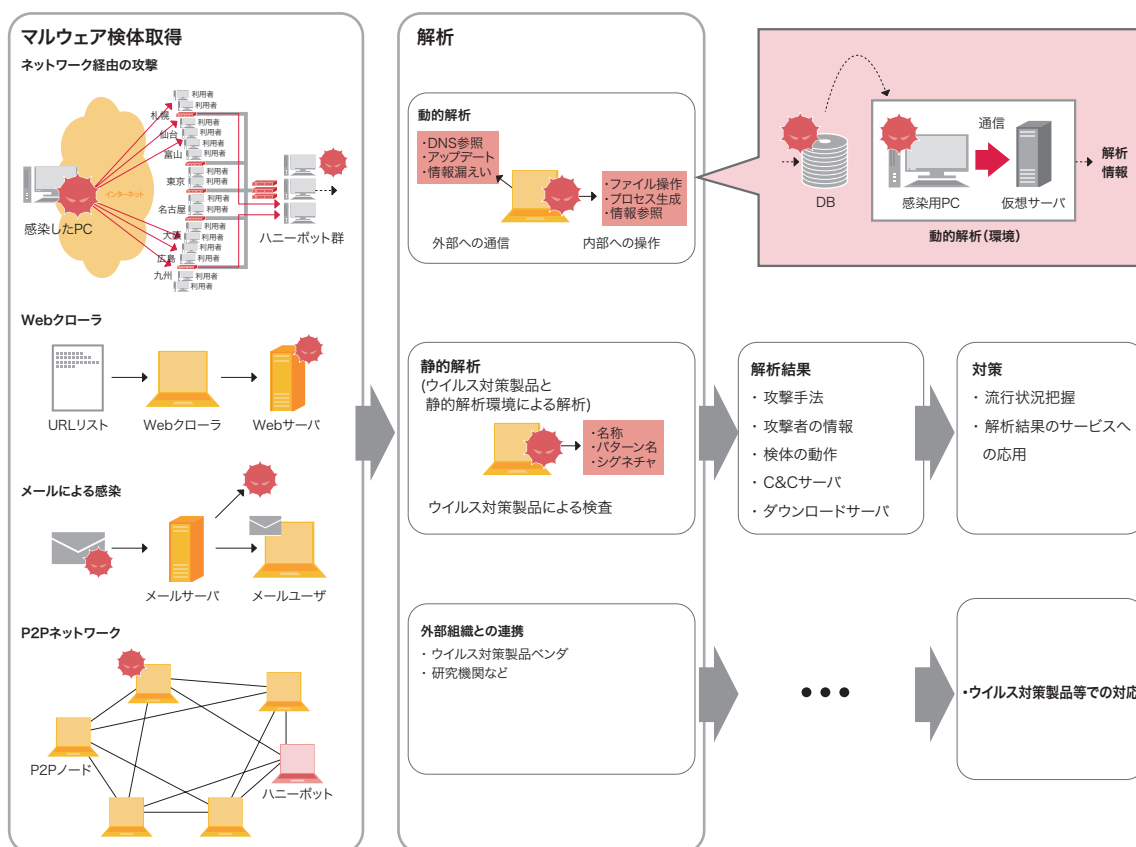 マルウェア検体取得
ネットワーク経由の攻撃
利用者
利用者
札幌
利用者
仙台
利用者
利用者
富山
利用者
利用者
東京
利用者
インターネット
利用者
名古屋
利用者
大阪
利用者
利用者
広島
利用者
九州
利用者
利用者
感染したPC
ハニーポット群
Webクローラ
URLリスト
Webクローラ
Webサーバ
メールによる感染
メールサーバ
メールユーザ
P2Pネットワーク
P2Pノード
ハニーポット
解析
動的解析
・DNS参照
・アップデート
・情報漏えい
・ファイル操作
・プロセス生成
・情報参照
外部への通信
内部への操作
静的解析
(ウイルス対策製品と
静的解析環境による解析)
・名称
・パターン名
・シグネチャ
ウイルス対策製品による検査
外部組織との連携
・ウイルス対策製品ベンダ
・研究機関など
DB
通信
感染用PC
仮想サーバ
動的解析(環境)
解析
情報
解析結果
・攻撃手法
・攻撃者の情報
・検体の動作
・C&Cサーバ
・ダウンロードサーバ
対策
・流行状況把握
・解析結果のサービスへ
の応用
•••
・ウイルス対策製品等での対応